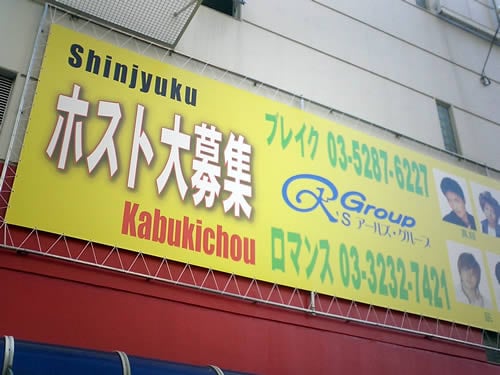 Shinjyuku
ホスト大募集
Kabukichou
ブレイク 03-5287-6227
R'S Group
アールズ・グループ
ロマンス 03-3232-7421